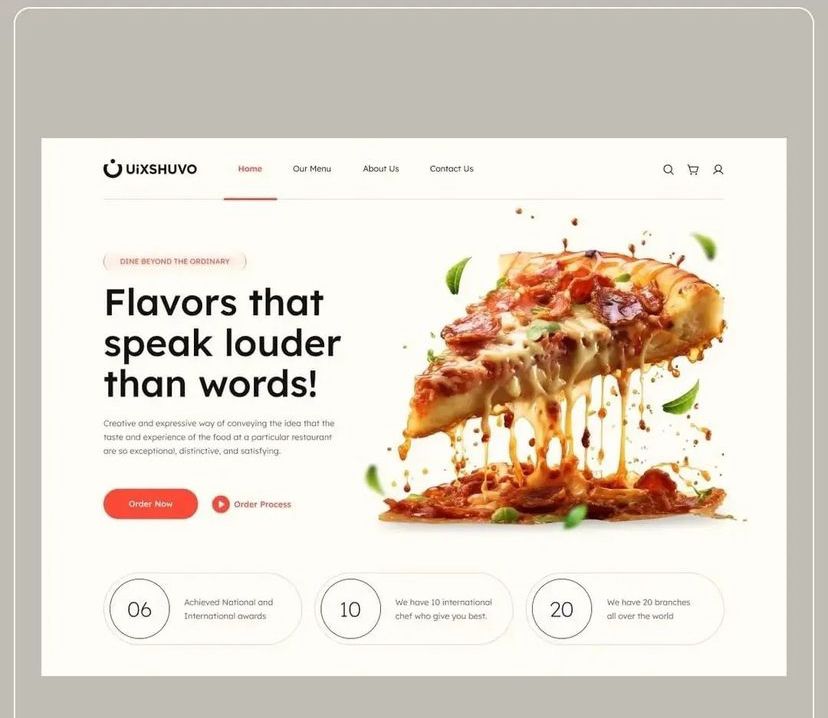 UiXSHUVO
Home
Our Menu
About Us
Contact Us
DINE BEYOND THE ORDINARY
Flavors that
speak louder
than words!
Creative and expressive way of conveying the idea that the
taste and experience of the food at a particular restaurant
are so exceptional, distinctive, and satisfying.
Order Now
Order Process
06
Achieved National and
International awards
10
We have 10 international
chef who give you best.
20
We have 20 branches
all over the world